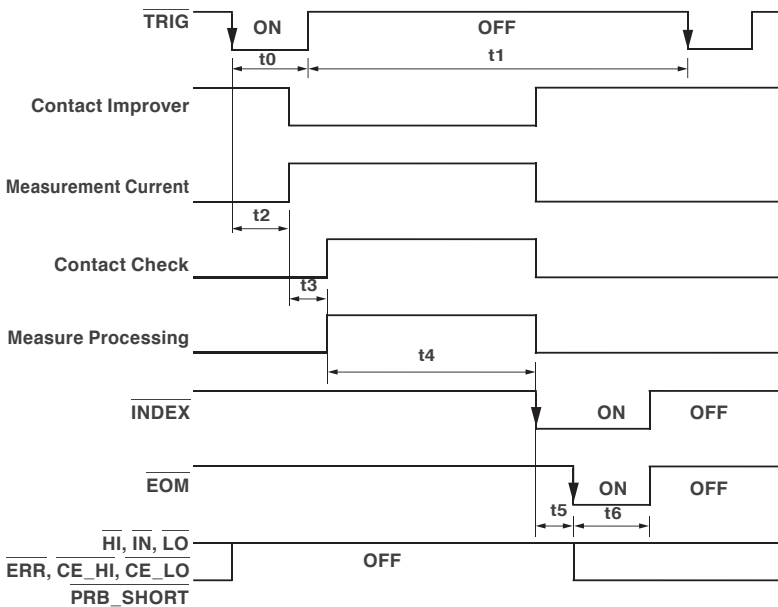 TRIG
ON
OFF
t0
t1
Contact Improver
Measurement Current
t2
Contact Check
t3
Measure Processing
t4
INDEX
ON
OFF
EOM
ON
OFF
t5
t6
HI, IN, LO
ERR, CE_HI, CE_LO
OFF
PRB_SHORT